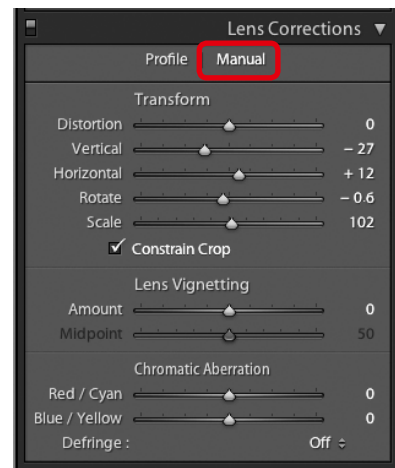 Lens Corrections
Profile Manual
Transform
Distortion 0
Vertical – 27
Horizontal + 12
Rotate – 0.6
Scale 102
Constrain Crop
Lens Vignetting
Amount 0
Midpoint 50
Chromatic Aberration
Red / Cyan 0
Blue / Yellow 0
Defringe : Off